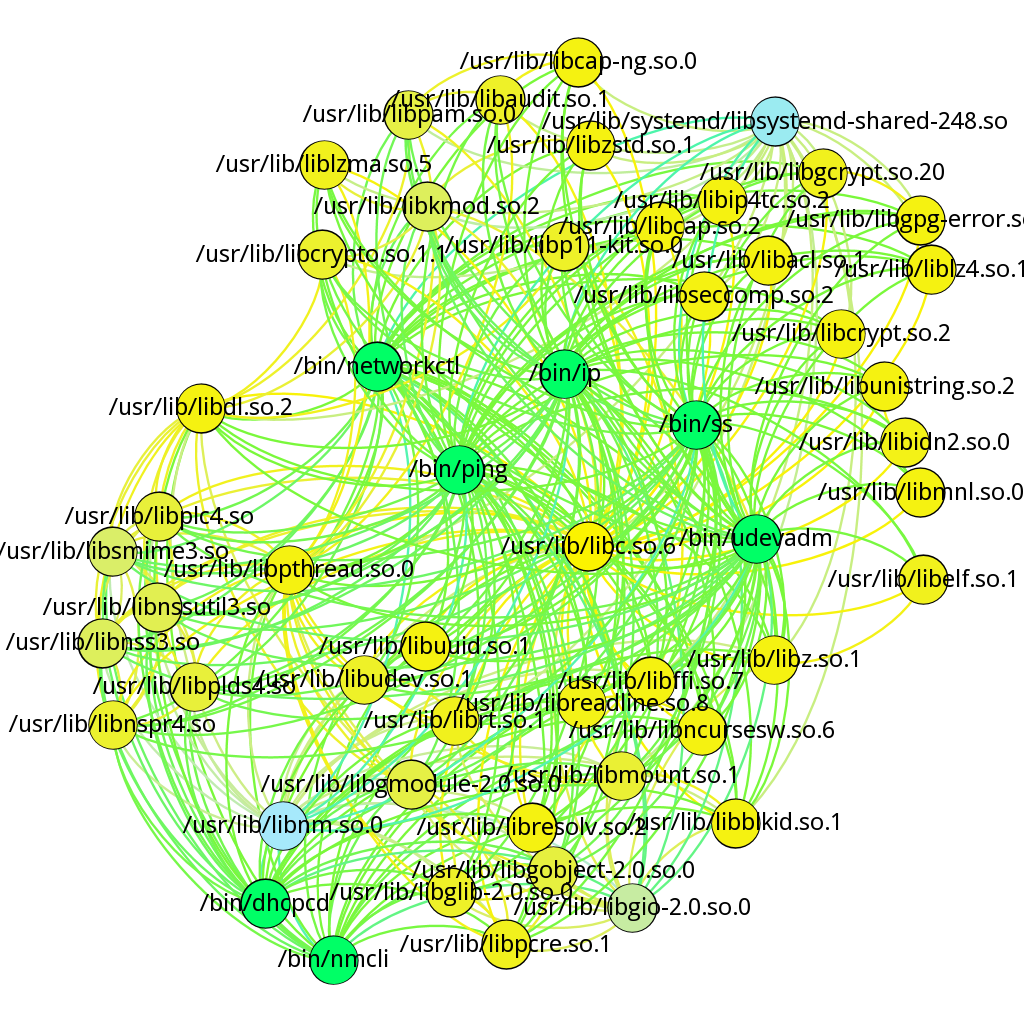 /usr/lib/libcap-ng.so.0
/usr/lib/libaudit.so.1
/usr/lib/libpam.so.0
/usr/lib/systemd/libsystemd-shared-248.so
/usr/lib/libzstd.so.1
/usr/lib/liblzma.so.5
/usr/lib/libgcrypt.so.20
/usr/lib/libip4tc.so.2
/usr/lib/libkmod.so.2
/usr/lib/libgpg-error.so
/usr/lib/libcap.so.2
/usr/lib/libp11-kit.so.0
/usr/lib/libcrypto.so.1.1
/usr/lib/libacl.so.1
/usr/lib/liblz4.so.1
/usr/lib/libseccomp.so.2
/usr/lib/libcrypt.so.2
/bin/networkctl
/bin/ip
/usr/lib/libunistring.so.2
/usr/lib/libdl.so.2
/bin/ss
/usr/lib/libidn2.so.0
/bin/ping
/usr/lib/libmnl.so.0
/usr/lib/libplc4.so
/bin/udevadm
/usr/lib/libc.so.6
/usr/lib/libsmime3.so
/usr/lib/libpthread.so.0
/usr/lib/libelf.so.1
/usr/lib/libnssutil3.so
/usr/lib/libnss3.so
/usr/lib/libuuid.so.1
/usr/lib/libz.so.1
/usr/lib/libudev.so.1
/usr/lib/libffi.so.7
/usr/lib/libplds4.so
/usr/lib/libreadline.so.8
/usr/lib/librt.so.1
/usr/lib/libnspr4.so
/usr/lib/libncursesw.so.6
/usr/lib/libmount.so.1
/usr/lib/libgmodule-2.0.so.0
/usr/lib/libblkid.so.1
/usr/lib/libnm.so.0
/usr/lib/libresolv.so.2
/usr/lib/libgobject-2.0.so.0
/usr/lib/libglib-2.0.so.0
/bin/dhcpcd
/usr/lib/libgio-2.0.so.0
/usr/lib/libpcre.so.1
/bin/nmcli